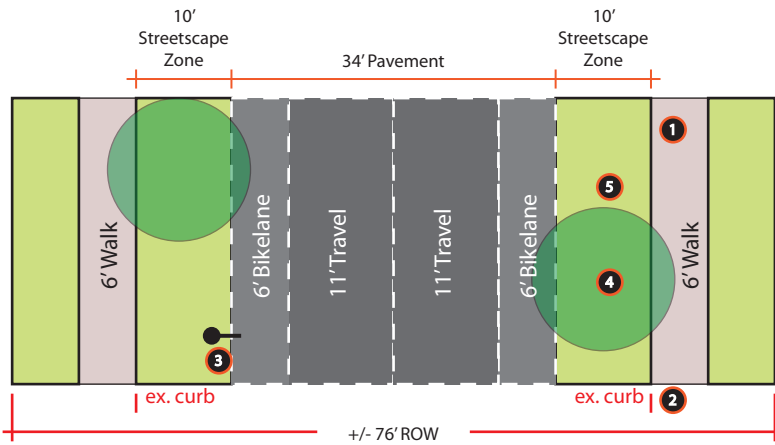 10'
Streetscape
Zone
34' Pavement
10'
Streetscape
Zone
6' Walk
6' Bikelane
11' Travel
11' Travel
6' Bikelane
6' Walk
1
5
4
3
2
ex. curb
ex. curb
+/- 76' ROW